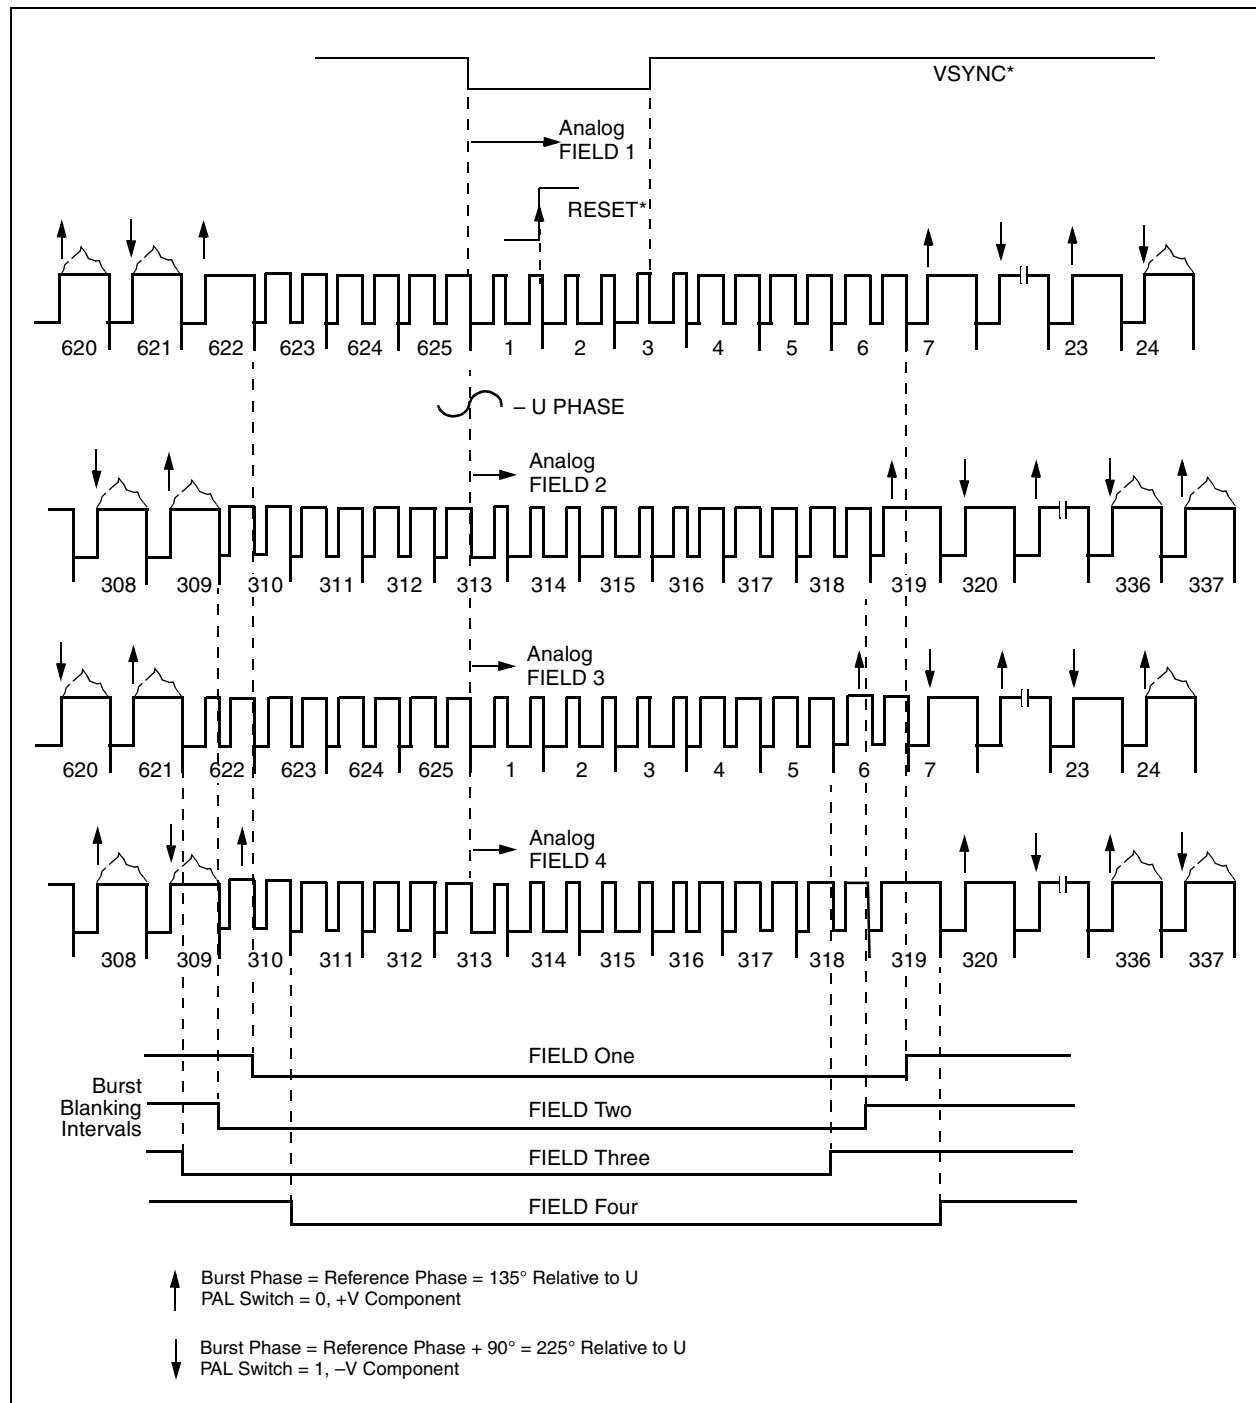 VSYNC*
Analog
FIELD 1
RESET*
620 621 622 623 624 625 1 2 3 4 5 6 7 23 24
– U PHASE
Analog
FIELD 2
308 309 310 311 312 313 314 315 316 317 318 319 320 336 337
Analog
FIELD 3
620 621 622 623 624 625 1 2 3 4 5 6 7 23 24
Analog
FIELD 4
308 309 310 311 312 313 314 315 316 317 318 319 320 336 337
Burst
Blanking
Intervals
FIELD One
FIELD Two
FIELD Three
FIELD Four
Burst Phase = Reference Phase = 135° Relative to U
PAL Switch = 0, +V Component
Burst Phase = Reference Phase + 90° = 225° Relative to U
PAL Switch = 1, –V Component